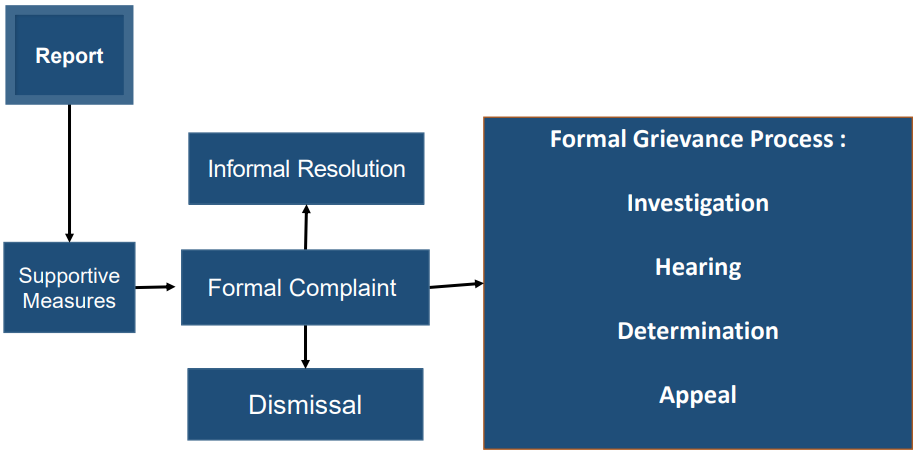 Report
Informal Resolution
Supportive
Measures
Formal Complaint
Dismissal
Formal Grievance Process :
Investigation
Hearing
Determination
Appeal